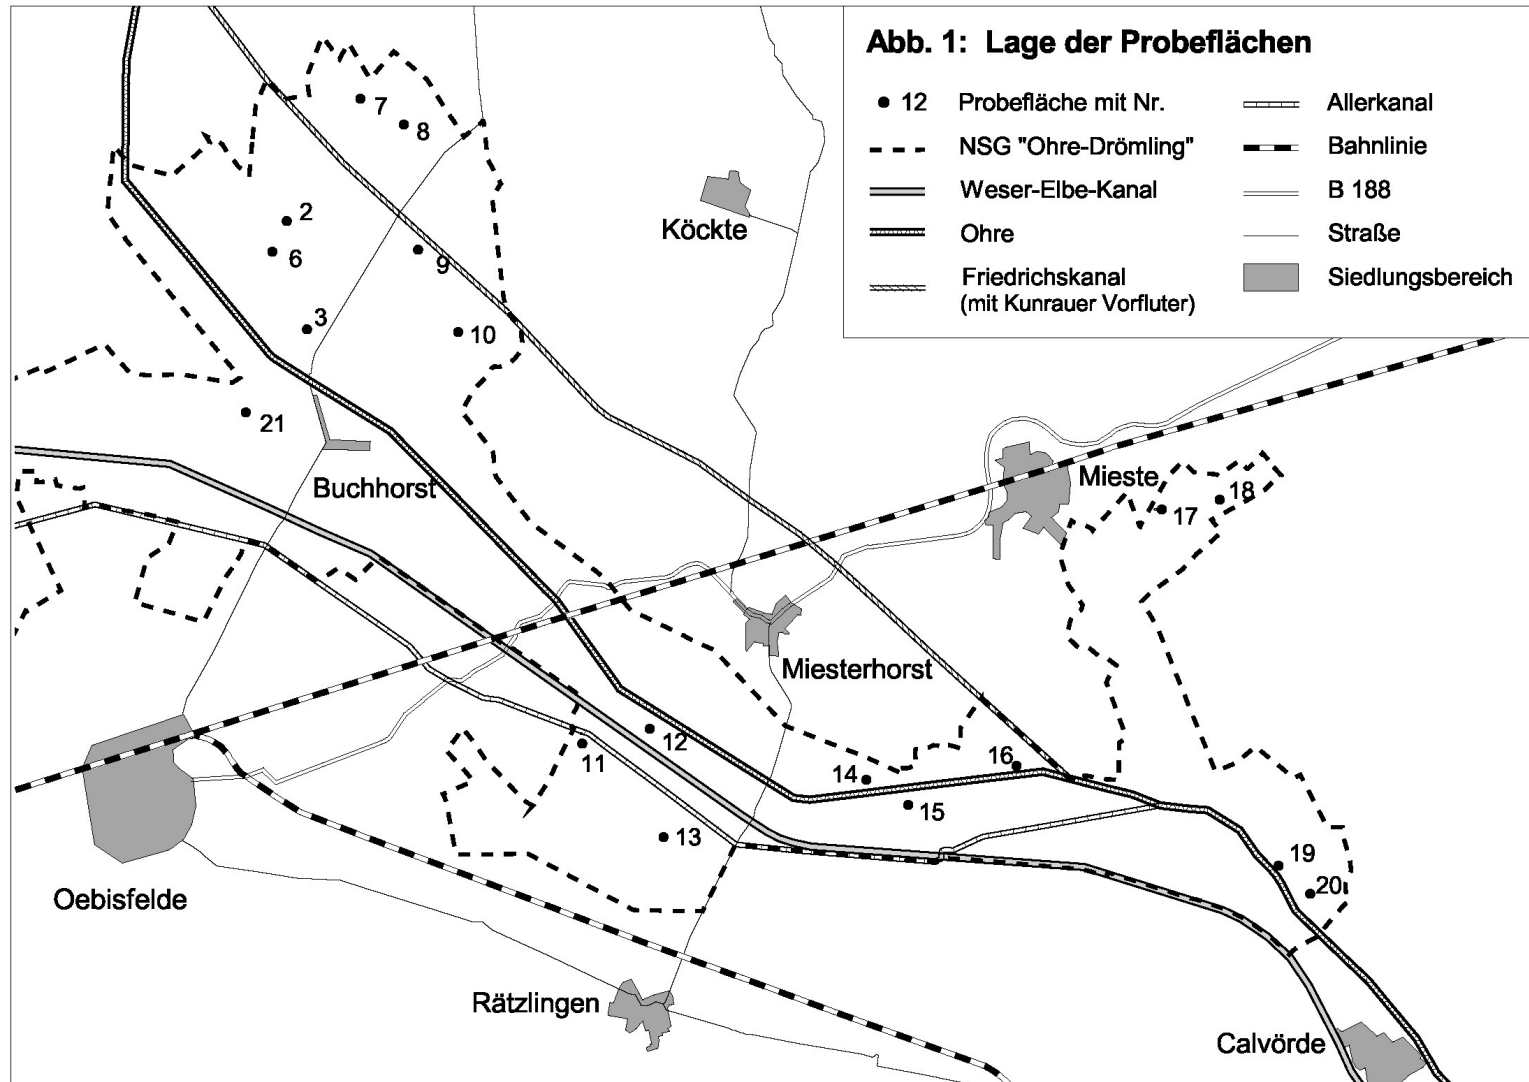 Abb. 1: Lage der Probeflächen
12 Probefläche mit Nr.
NSG "Ohre-Drömling"
Weser-Elbe-Kanal
Ohre
Friedrichskanal
(mit Kunrauer Vorfluter)
Allerkanal
Bahnlinie
B 188
Straße
Siedlungsbereich
7
8
2
6
9
3
10
21
Köckte
Buchhorst
Mieste
18
17
Miesterhorst
12
11
14
16
15
13
19
20
Oebisfelde
Rätzlingen
Calvörde